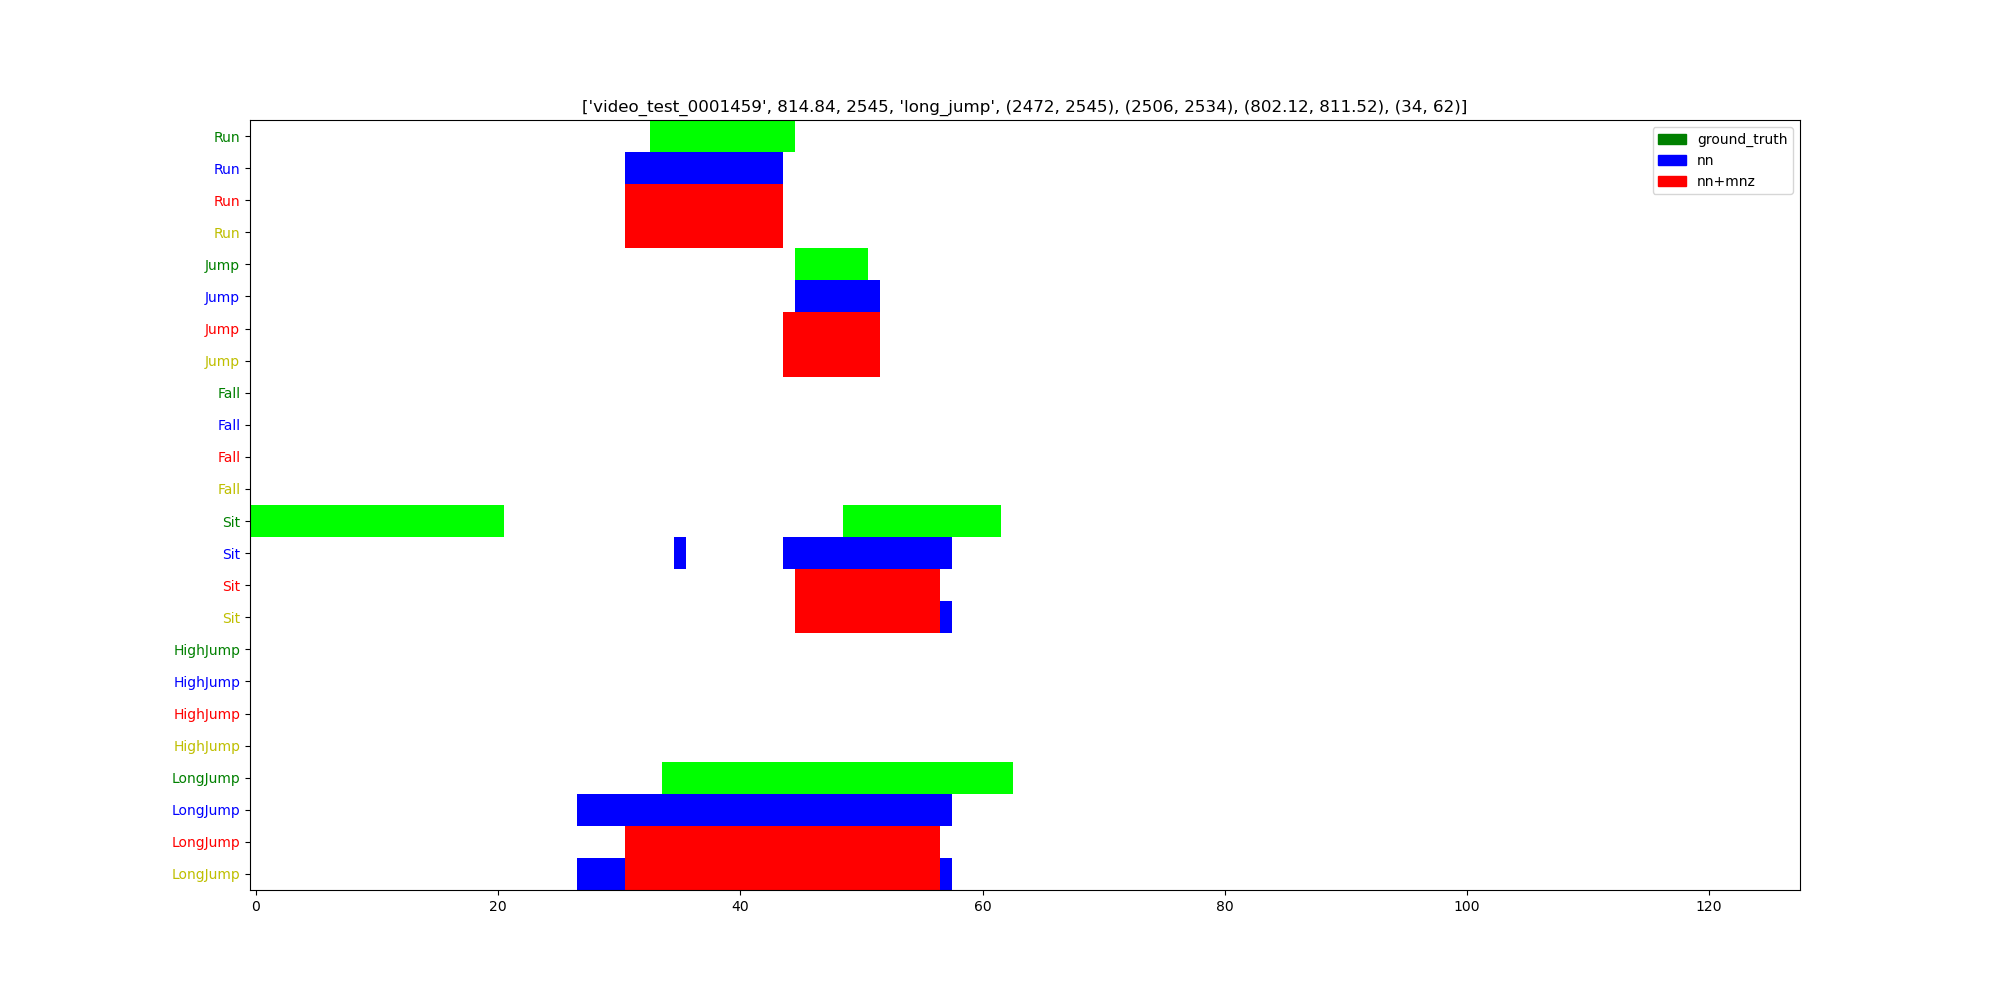 ['video_test_0001459', 814.84, 2545, 'long_jump', (2472, 2545), (2506, 2534), (802.12, 811.52), (34, 62)]
ground_truth
nn
nn+mnz
Run
Run
Run
Run
Jump
Jump
Jump
Jump
Fall
Fall
Fall
Fall
Sit
Sit
Sit
Sit
HighJump
HighJump
HighJump
HighJump
LongJump
LongJump
LongJump
LongJump
0 20 40 60 80 100 120